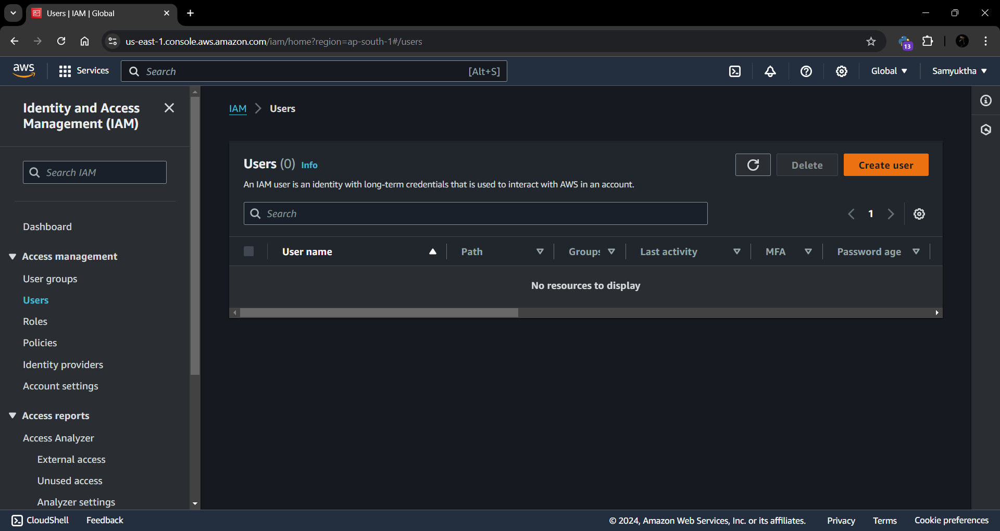 Users | IAM | Global
us-east-1.console.aws.amazon.com/iam/home?region=ap-south-1#/users
13
aws
Services
Search
[Alt+S]
Global
Samyuktha
Identity and Access
Management (IAM)
Search IAM
Dashboard
Access management
User groups
Users
Roles
Policies
Identity providers
Account settings
Access reports
Access Analyzer
External access
Unused access
Analyzer settings
IAM
Users
Users (0) Info
Delete
Create user
An IAM user is an identity with long-term credentials that is used to interact with AWS in an account.
Search
1
User name
Path
Groups
Last activity
MFA
Password age
No resources to display
CloudShell
Feedback
© 2024, Amazon Web Services, Inc. or its affiliates.
Privacy
Terms
Cookie preferences